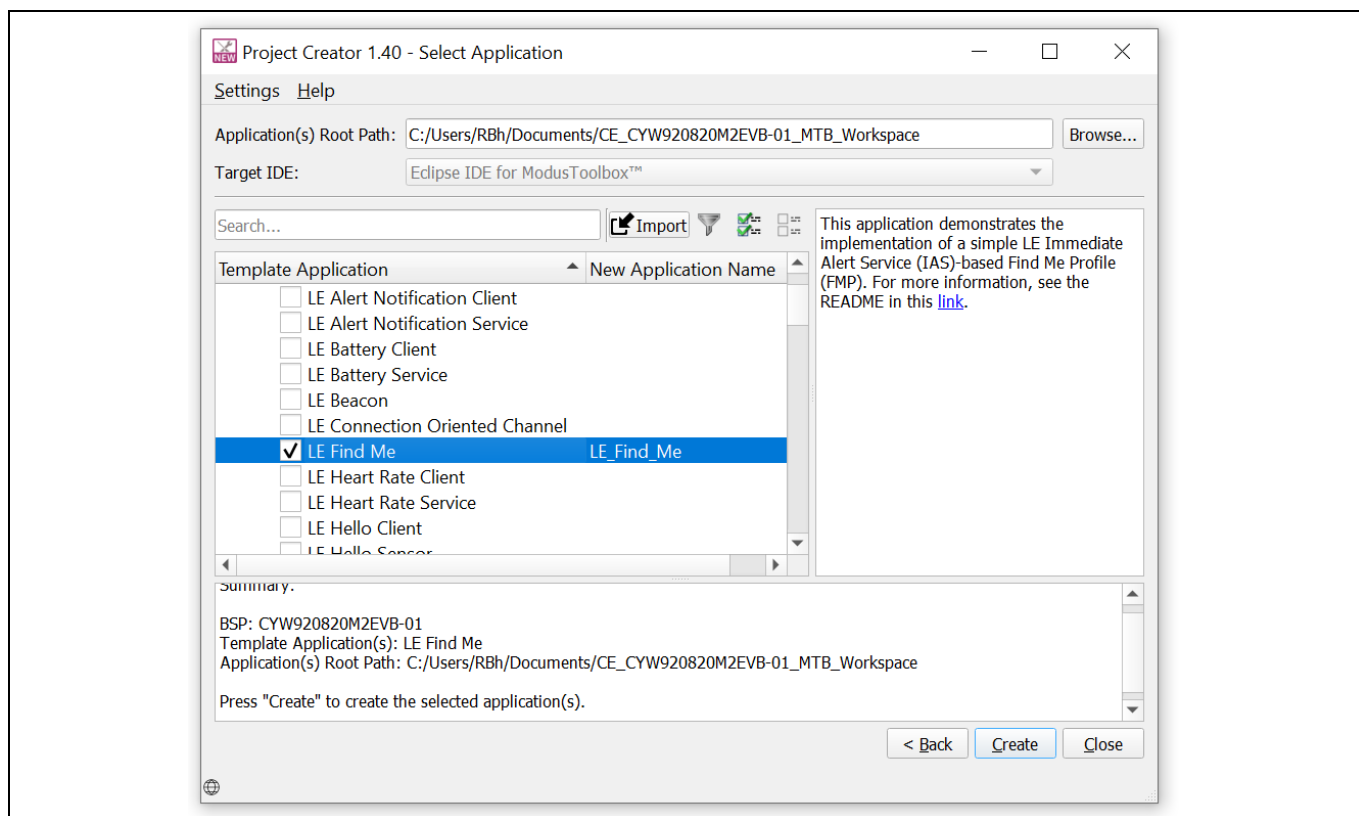 NEW
Project Creator 1.40 - Select Application
Settings Help
Application(s) Root Path: C:/Users/RBh/Documents/CE_CYW920820M2EVB-01_MTB_Workspace Browse...
Target IDE: Eclipse IDE for ModusToolbox™
Search... Import
Template Application New Application Name
LE Alert Notification Client
LE Alert Notification Service
LE Battery Client
LE Battery Service
LE Beacon
LE Connection Oriented Channel
LE Find Me LE_Find_Me
LE Heart Rate Client
LE Heart Rate Service
LE Hello Client
LE Hello Sensor
This application demonstrates the
implementation of a simple LE Immediate
Alert Service (IAS)-based Find Me Profile
(FMP). For more information, see the
README in this link.
Summary:
BSP: CYW920820M2EVB-01
Template Application(s): LE Find Me
Application(s) Root Path: C:/Users/RBh/Documents/CE_CYW920820M2EVB-01_MTB_Workspace
Press "Create" to create the selected application(s).
< Back Create Close